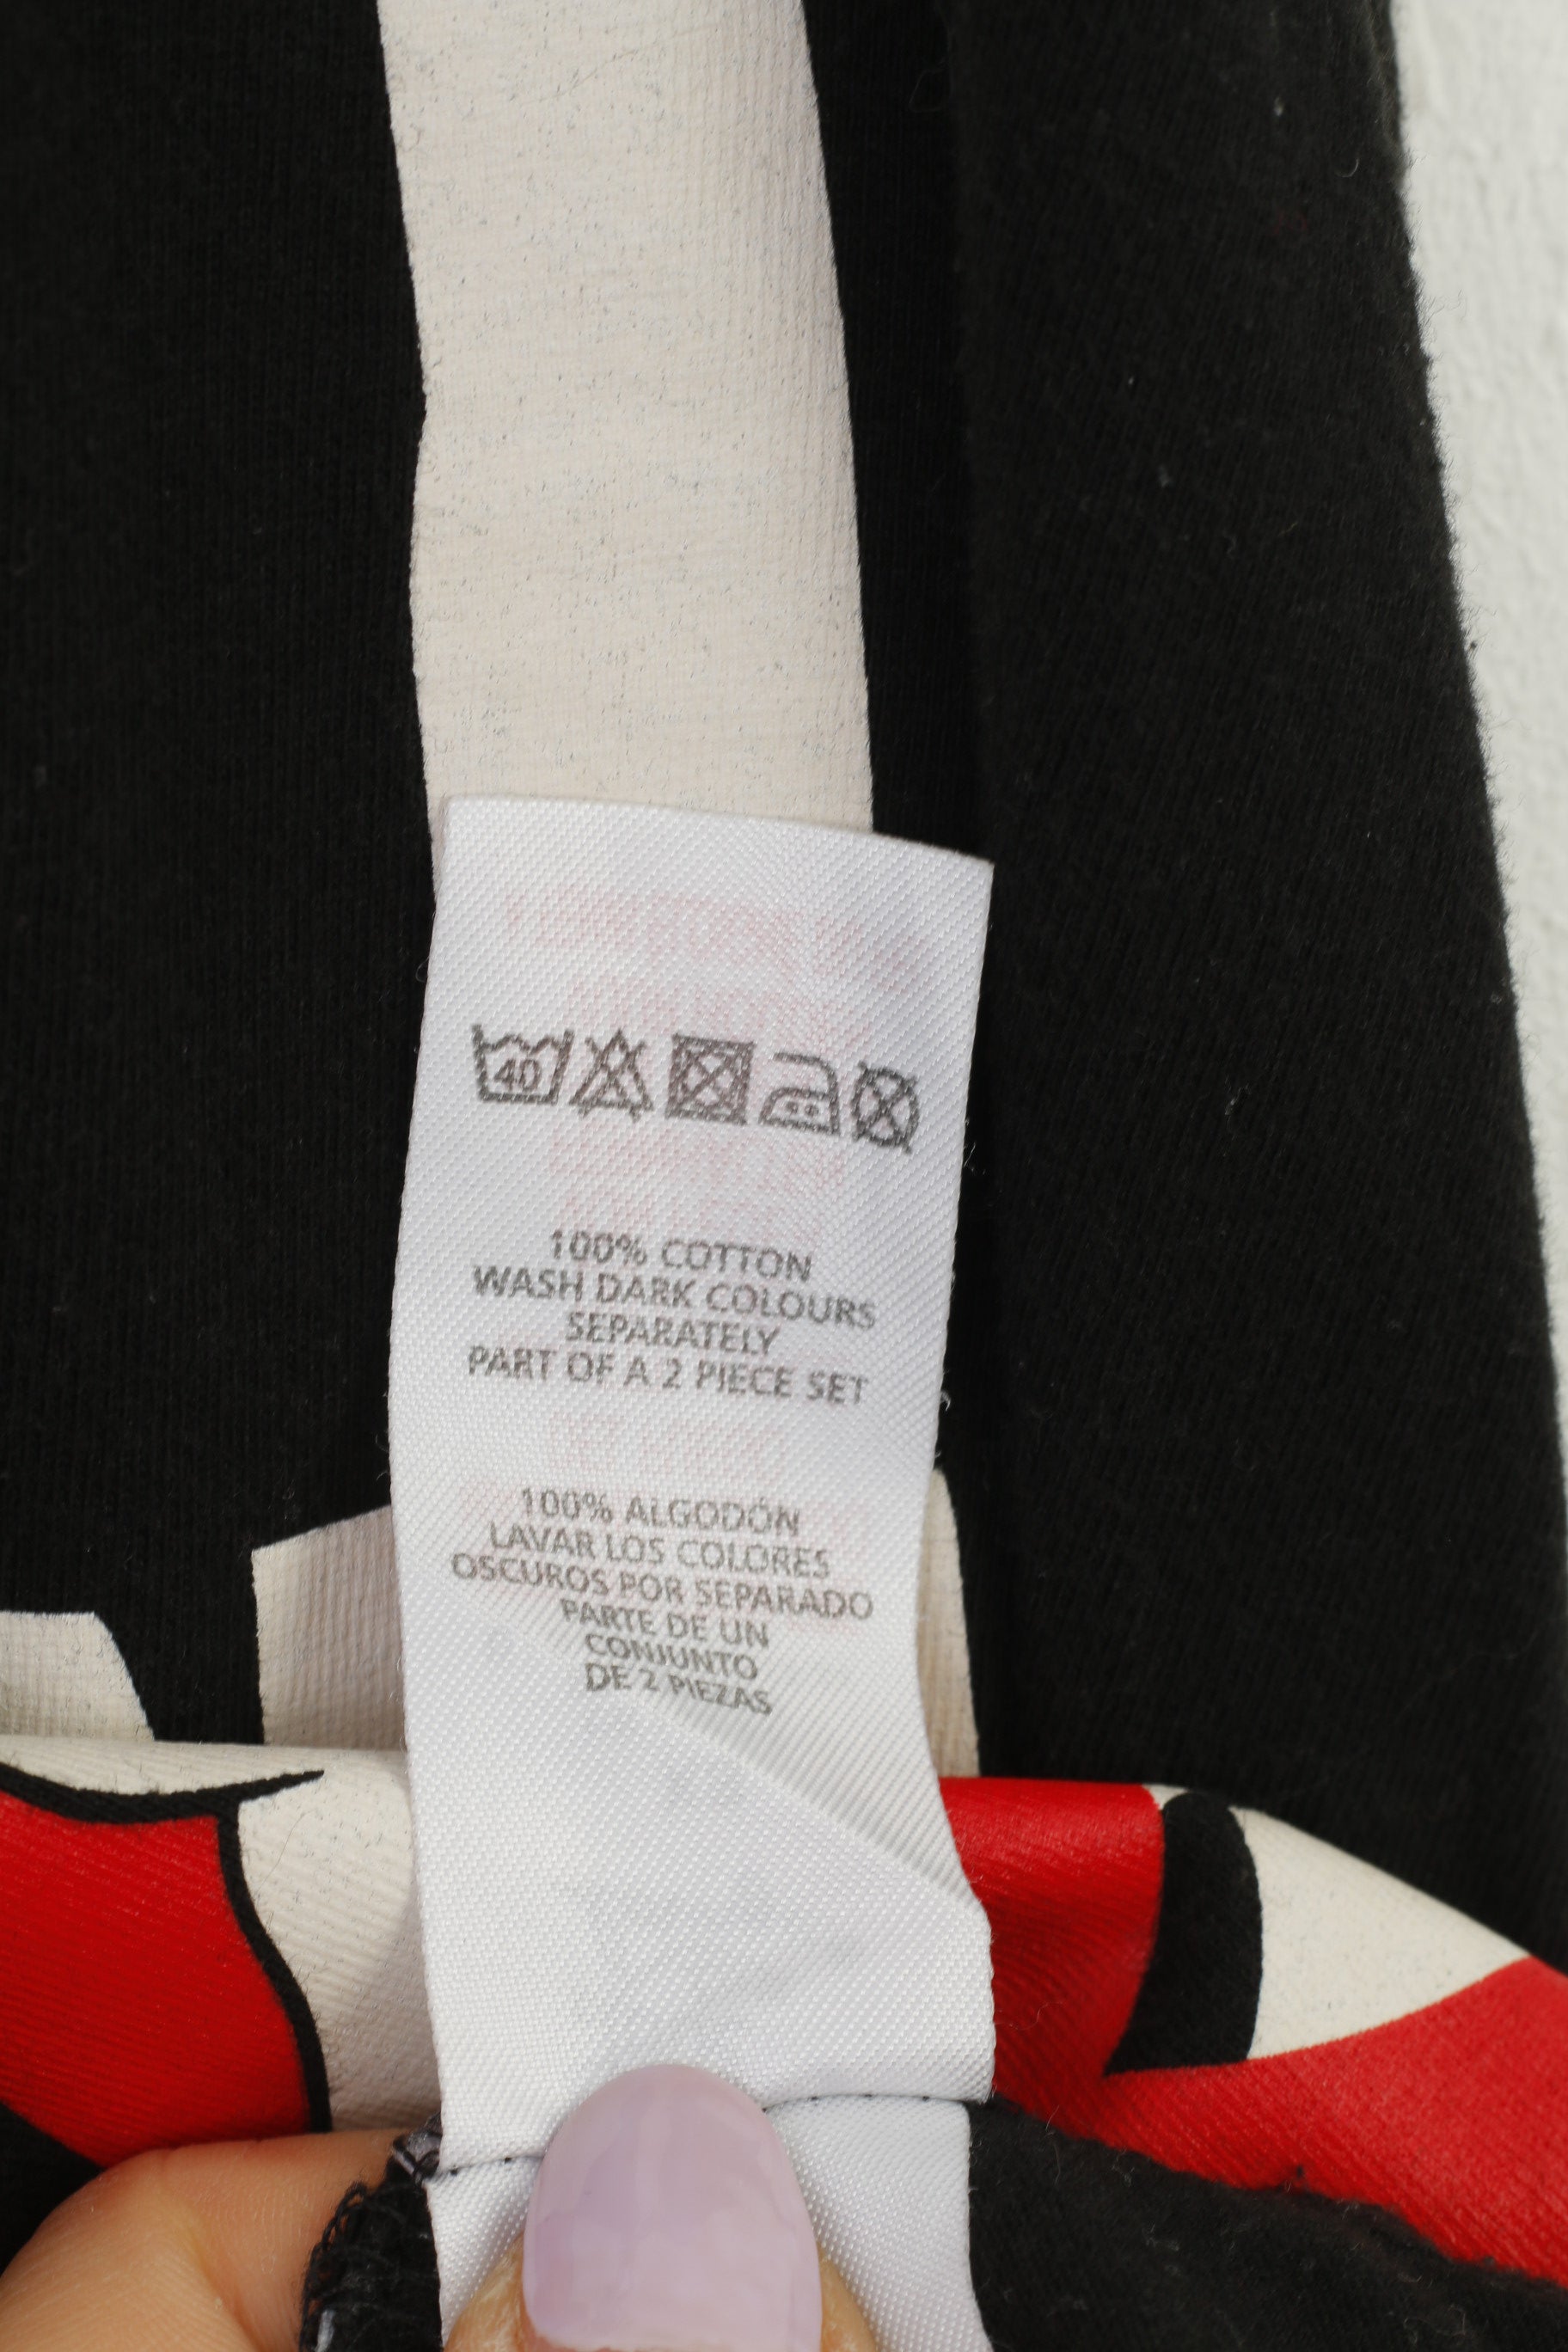 40
100% COTTON
WASH DARK COLOURS
SEPARATELY
PART OF A 2 PIECE SET
100% ALGODÓN
LAVAR LOS COLORES
OSCUROS POR SEPARADO
PARTE DE UN
CONJUNTO
DE 2 PIEZAS